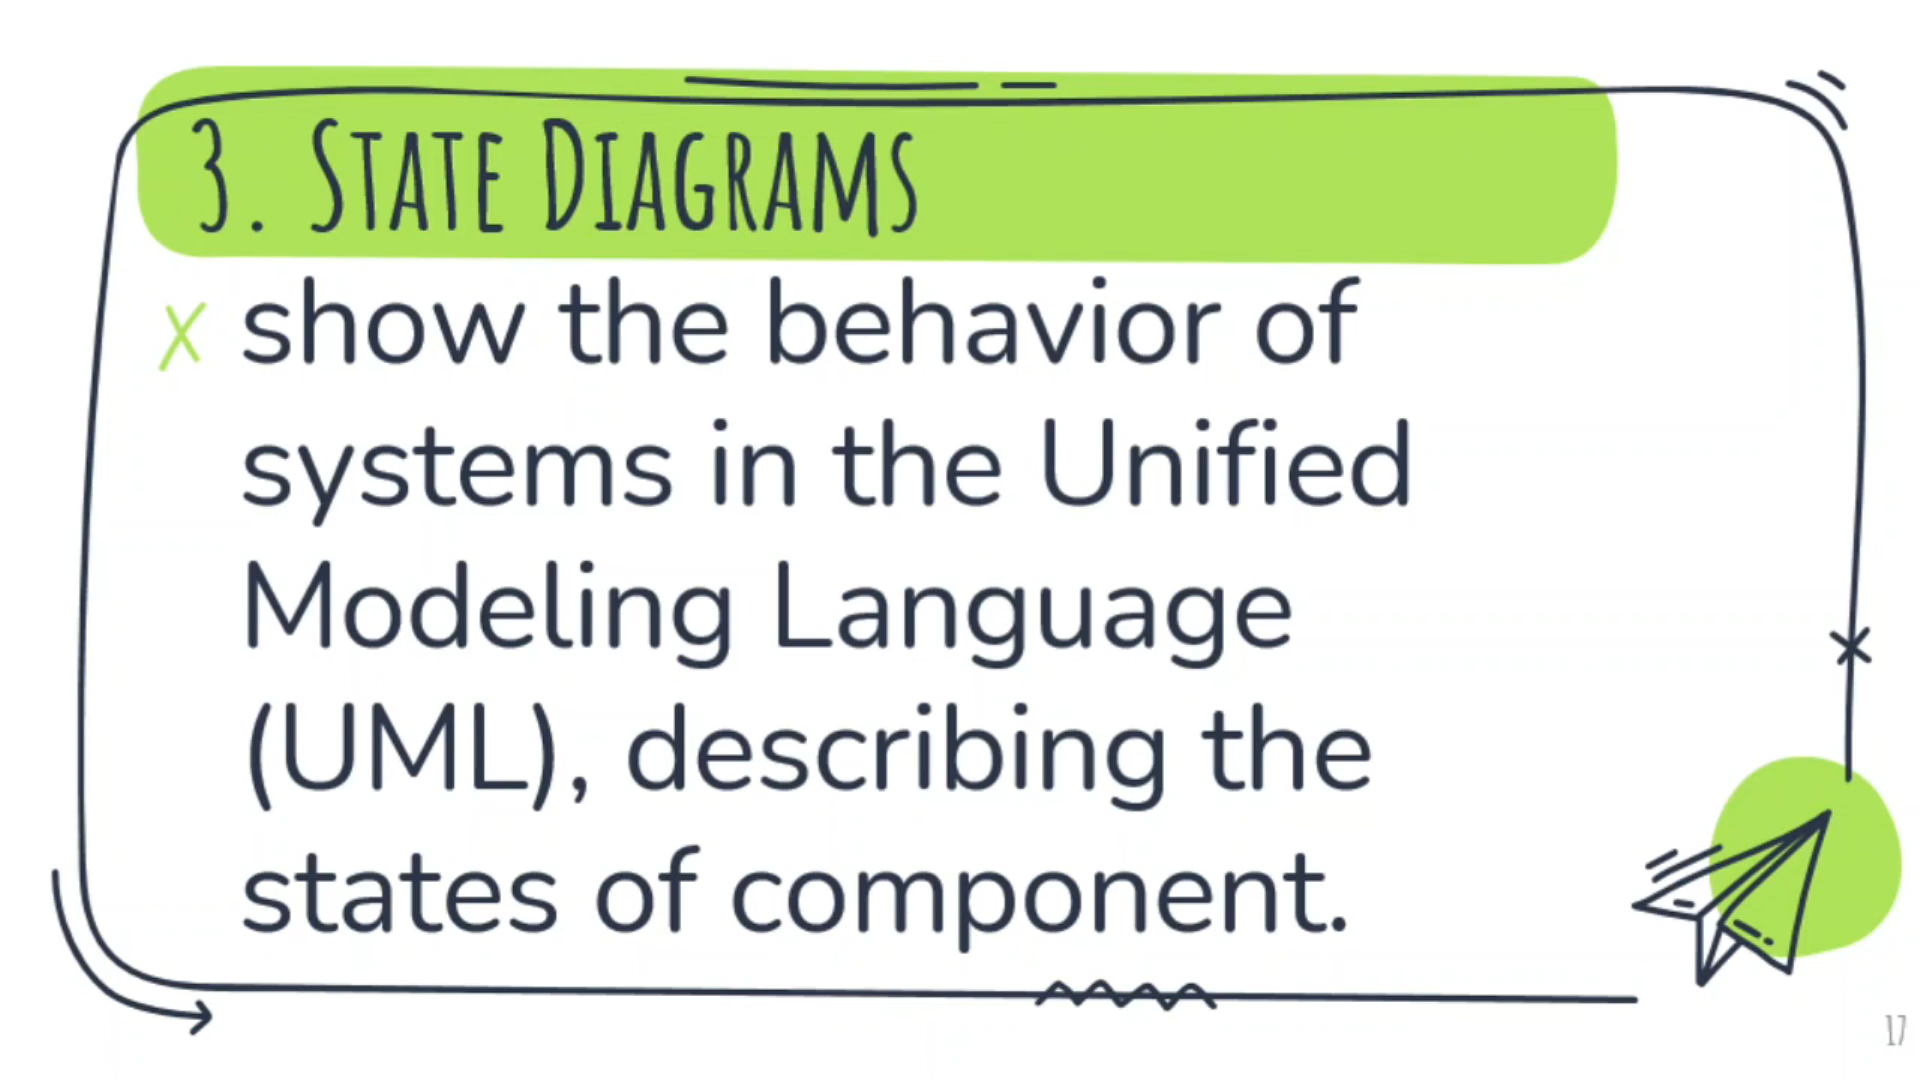 3. State Diagrams
x show the behavior of
systems in the Unified
Modeling Language
(UML), describing the
states of component.
17